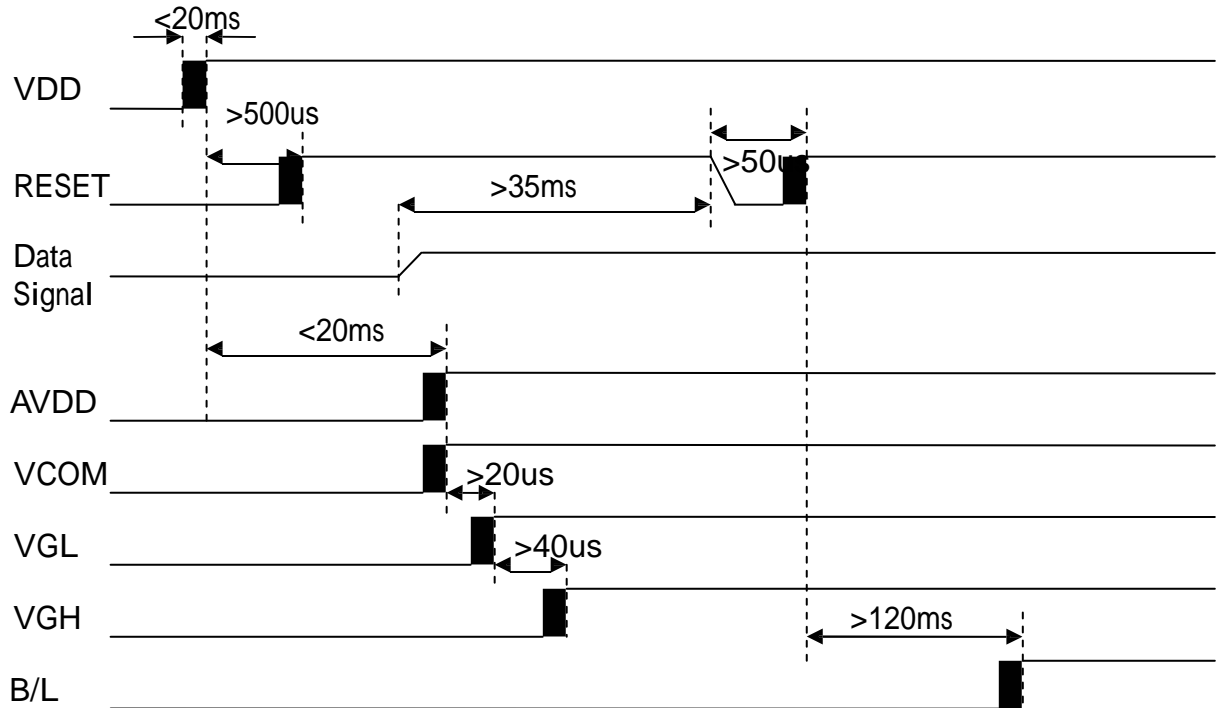 <20ms
VDD
>500us
RESET
>50us
>35ms
Data
Signal
<20ms
AVDD
VCOM
>20us
VGL
>40us
VGH
>120ms
B/L